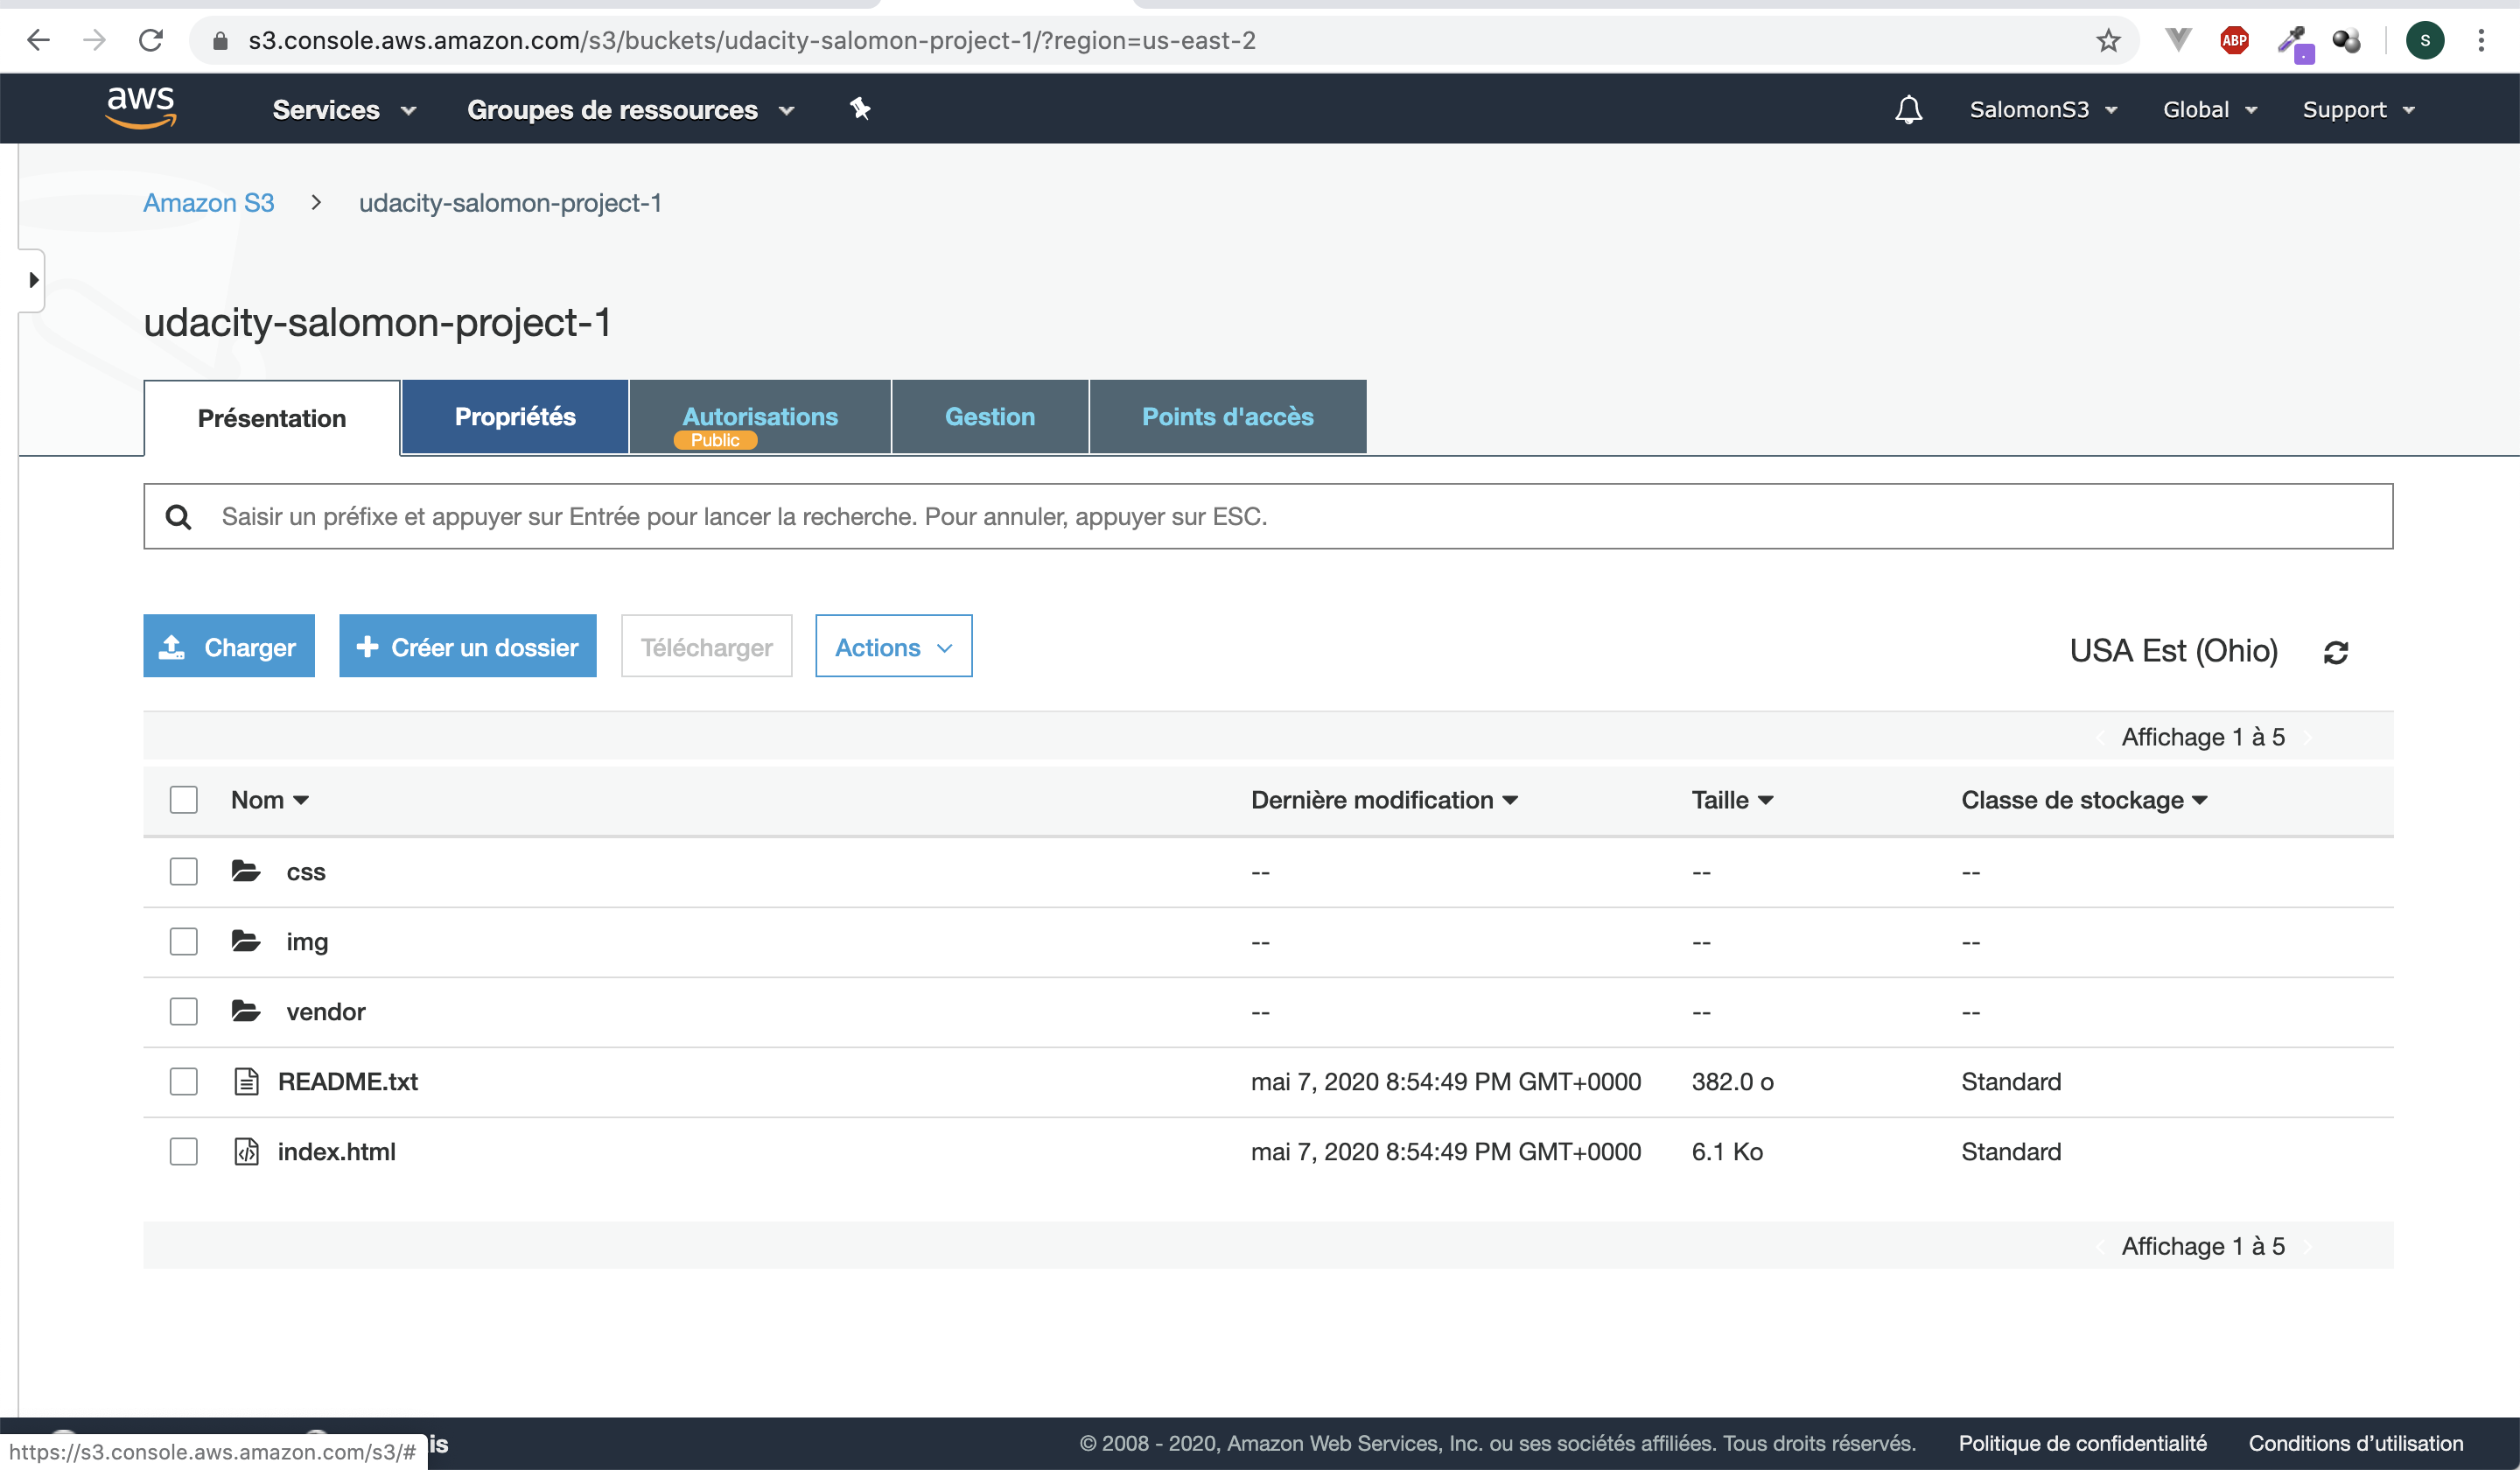 s3.console.aws.amazon.com/s3/buckets/udacity-salomon-project-1/?region=us-east-2
ABP
S
aws
Services
Groupes de ressources
SalomonS3
Global
Support
Amazon S3 > udacity-salomon-project-1
udacity-salomon-project-1
Présentation
Propriétés
Autorisations
Public
Gestion
Points d'accès
Saisir un préfixe et appuyer sur Entrée pour lancer la recherche. Pour annuler, appuyer sur ESC.
Charger
+ Créer un dossier
Télécharger
Actions
USA Est (Ohio)
Affichage 1 à 5
Nom Dernière modification Taille Classe de stockage
css -- -- --
img -- -- --
vendor -- -- --
README.txt mai 7, 2020 8:54:49 PM GMT+0000 382.0 o Standard
index.html mai 7, 2020 8:54:49 PM GMT+0000 6.1 Ko Standard
Affichage 1 à 5
https://s3.console.aws.amazon.com/s3/#
© 2008 - 2020, Amazon Web Services, Inc. ou ses sociétés affiliées. Tous droits réservés.
Politique de confidentialité
Conditions d’utilisation